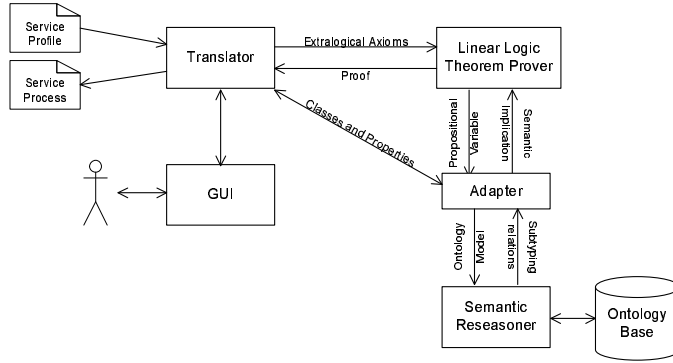 Service
Profile
Service
Process
Translator
Extralogical Axioms
Proof
Linear Logic
Theorem Prover
Classes and Properties
Propositional
Variable
Semantic
Implication
GUI
Adapter
Ontology
Model
Subtyping
relations
Semantic
Reseasoner
Ontology
Base